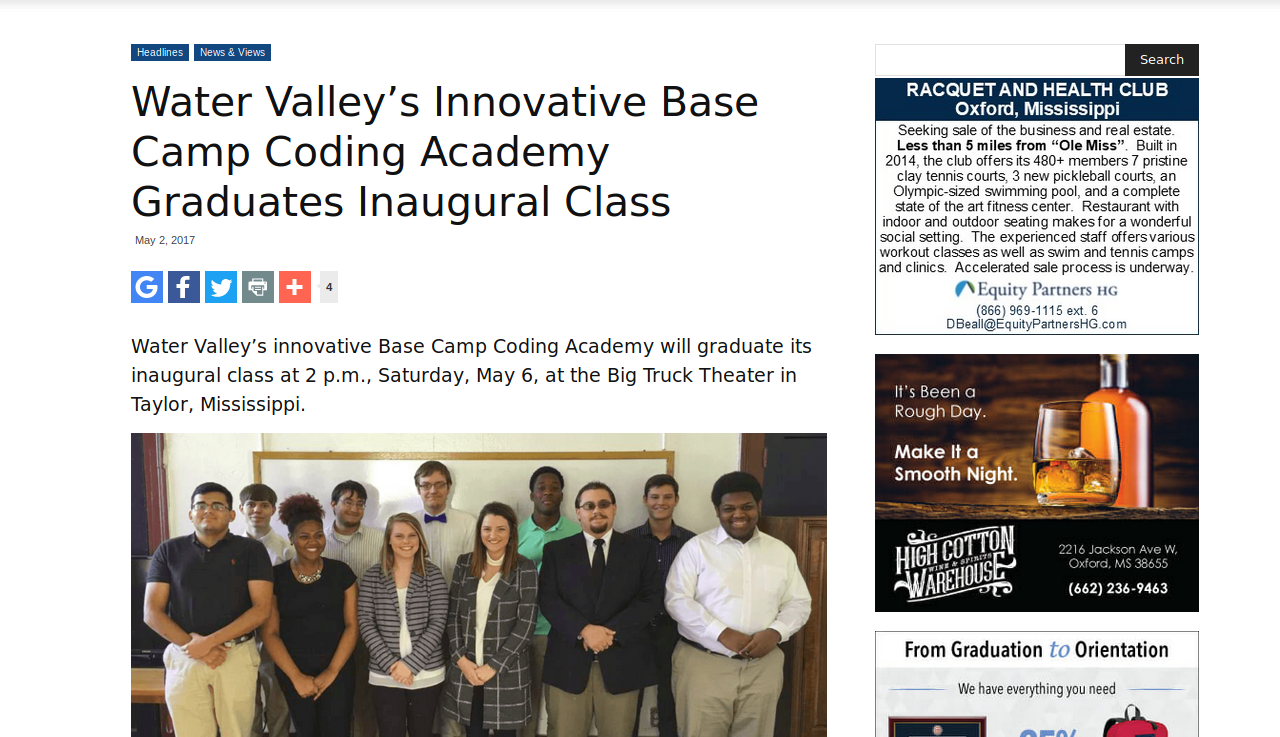 Headlines
News & Views
Water Valley’s Innovative Base
Camp Coding Academy
Graduates Inaugural Class
May 2, 2017
4
Water Valley’s innovative Base Camp Coding Academy will graduate its
inaugural class at 2 p.m., Saturday, May 6, at the Big Truck Theater in
Taylor, Mississippi.
Search
RACQUET AND HEALTH CLUB
Oxford, Mississippi
Seeking sale of the business and real estate.
Less than 5 miles from “Ole Miss”. Built in
2014, the club offers its 480+ members 7 pristine
clay tennis courts, 3 new pickleball courts, an
Olympic-sized swimming pool, and a complete
state of the art fitness center. Restaurant with
indoor and outdoor seating makes for a wonderful
social setting. The experienced staff offers various
workout classes as well as swim and tennis camps
and clinics. Accelerated sale process is underway.
Equity Partners HG
(866) 969-1115 ext. 6
DBeall@EquityPartnersHG.com
It’s Been a
Rough Day.
Make It a
Smooth Night.
HIGH COTTON
WINE & SPIRITS
WAREHOUSE
2216 Jackson Ave W,
Oxford, MS 38655
(662) 236-9463
From Graduation to Orientation
We have everything you need